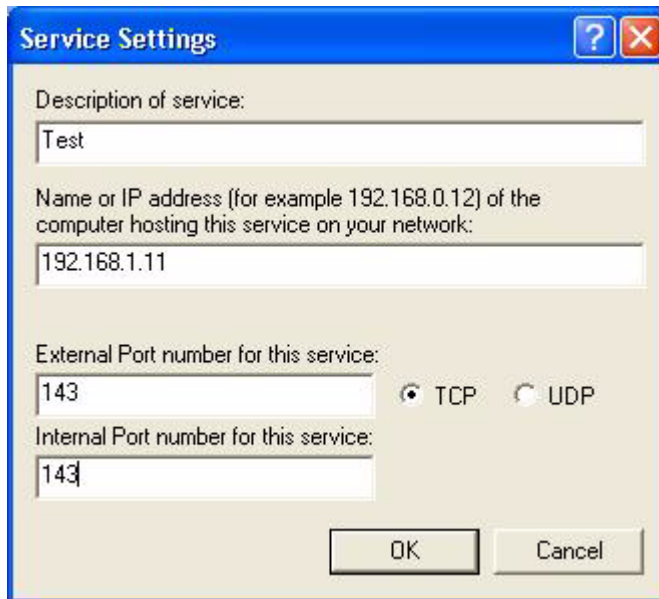 Service Settings
Description of service:
Test
Name or IP address (for example 192.168.0.12) of the
computer hosting this service on your network:
192.168.1.11
External Port number for this service:
143
TCP
UDP
Internal Port number for this service:
143
OK
Cancel